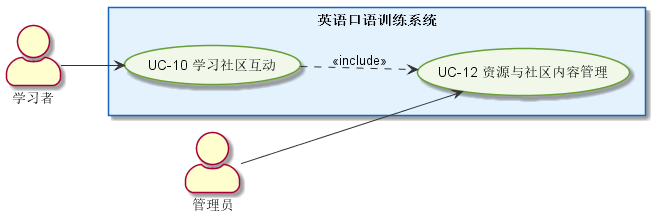 英语口语训练系统
UC-10 学习社区互动
«include»
UC-12 资源与社区内容管理
学习者
管理员